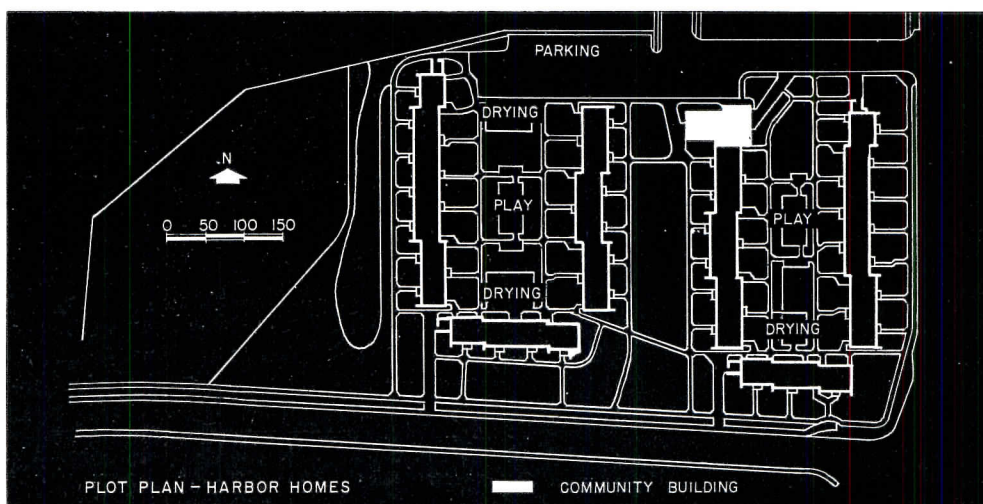 PARKING
DRYING
N
PLAY
PLAY
0 50 100 150
DRYING
DRYING
PLOT PLAN – HARBOR HOMES
COMMUNITY BUILDING